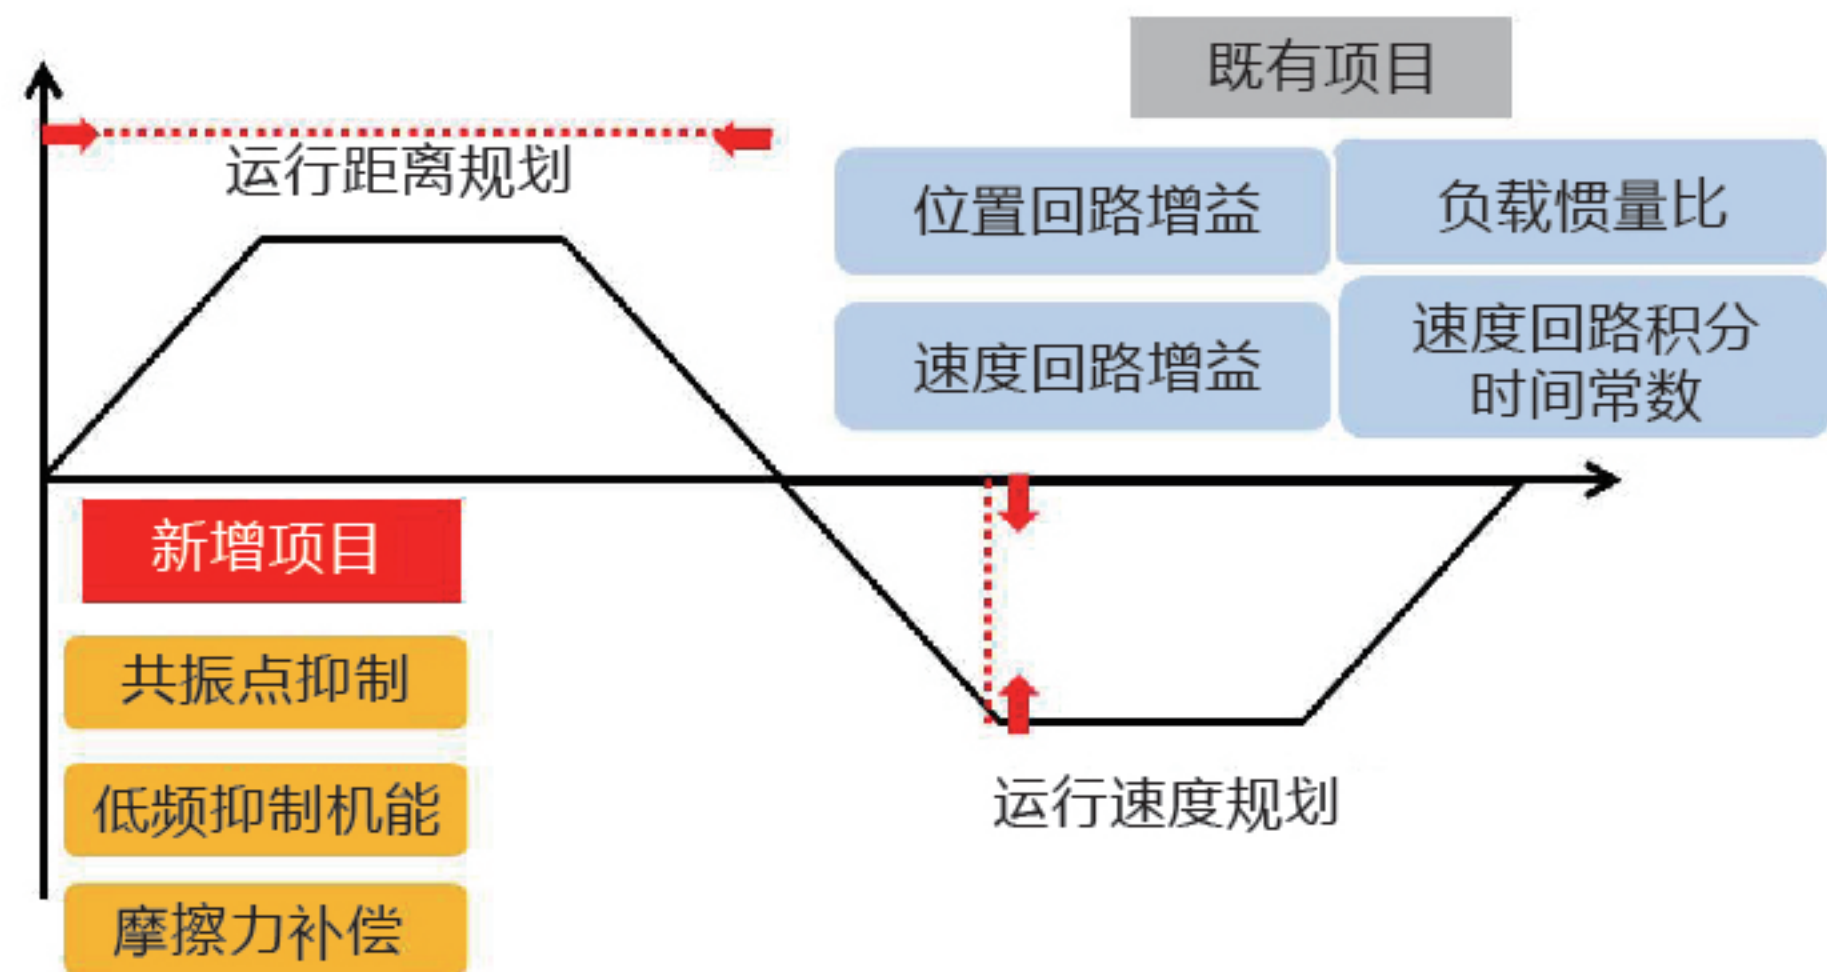 既有项目
运行距离规划
位置回路增益
负载惯量比
速度回路增益
速度回路积分
时间常数
新增项目
共振点抑制
低频抑制机能
摩擦力补偿
运行速度规划